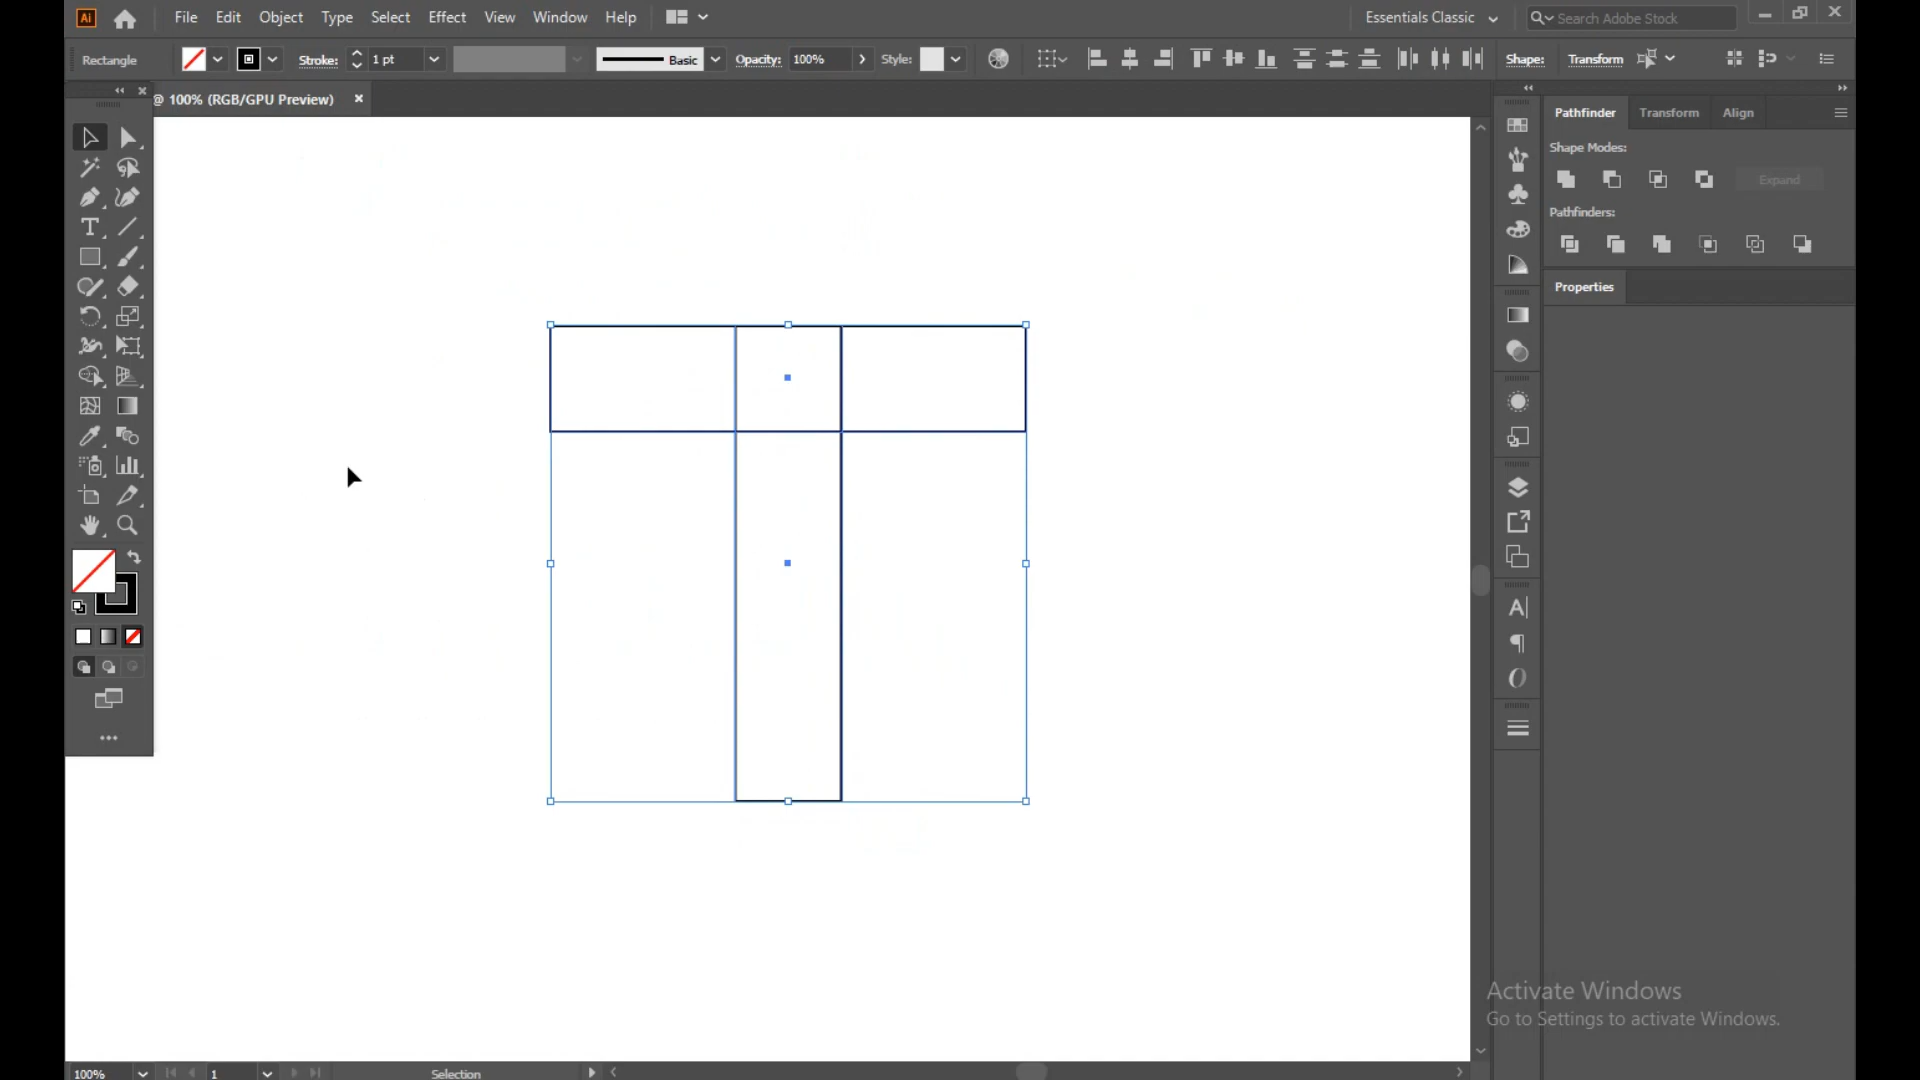 Ai File Edit Object Type Select Effect View Window Help Essentials Classic Search Adobe Stock
Rectangle Stroke: 1 pt Basic Opacity: 100% Style: Shape: Transform
@ 100% (RGB/GPU Preview)
Pathfinder Transform Align
Shape Modes:
Expand
Pathfinders:
Properties
Activate Windows
Go to Settings to activate Windows.
100% 1 Selection